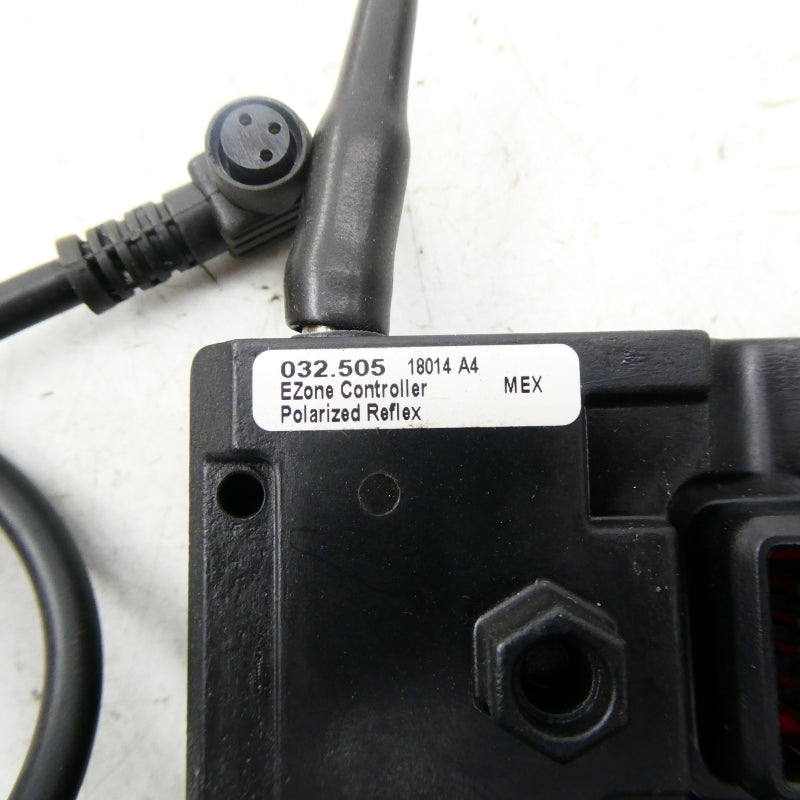 032.505 18014 A4
EZone Controller MEX
Polarized Reflex